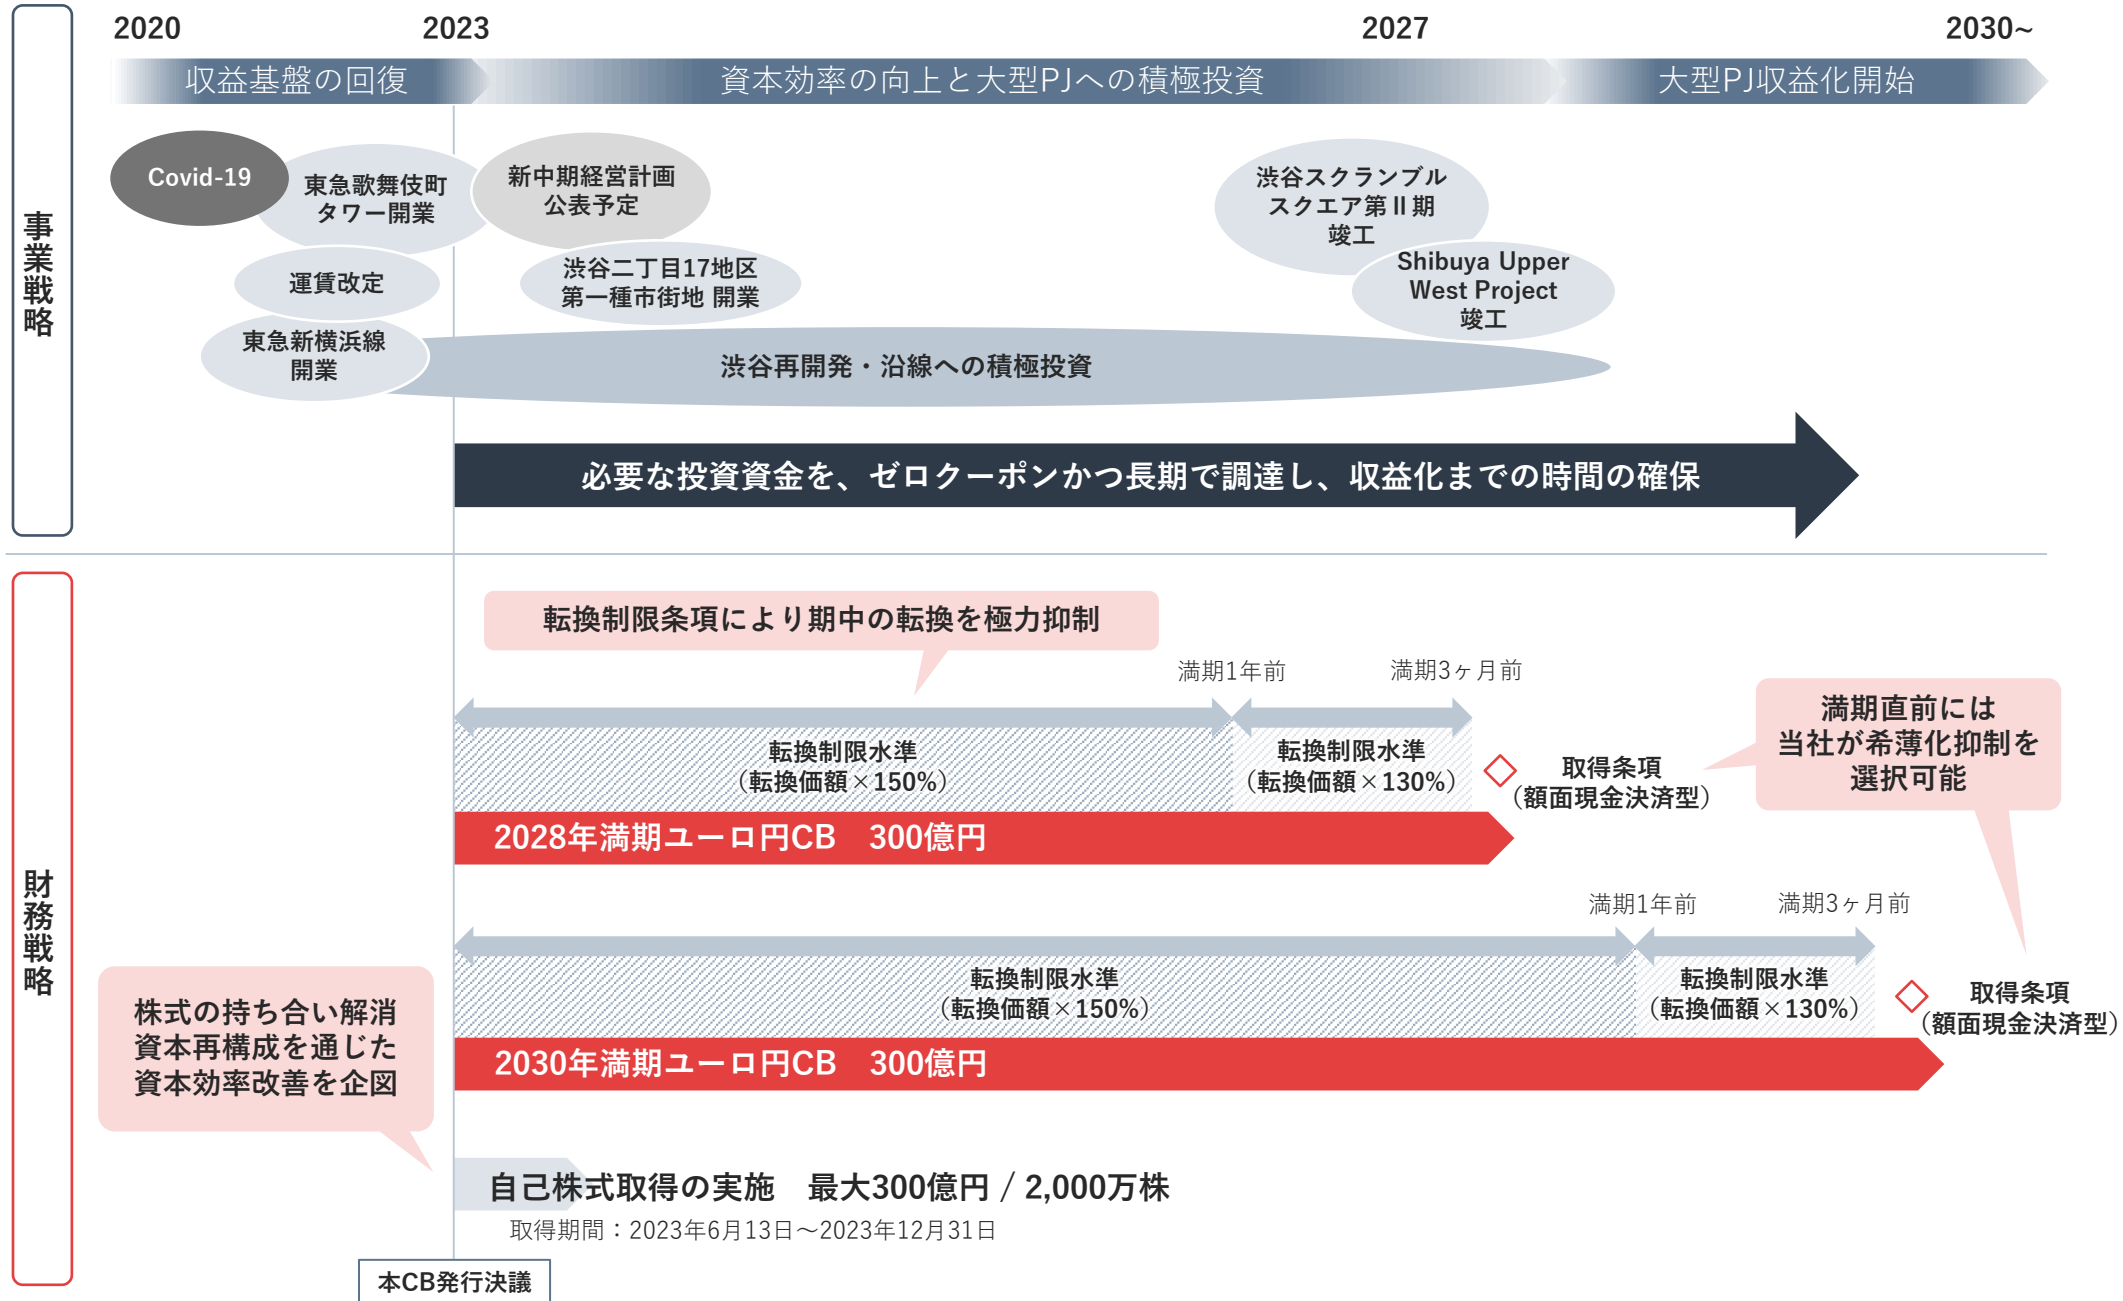 2020
2023
2027
2030~
収益基盤の回復
資本効率の向上と大型PJへの積極投資
大型PJ収益化開始
事業戦略
Covid-19
東急歌舞伎町
タワー開業
新中期経営計画
公表予定
運賃改定
渋谷二丁目17地区
第一種市街地 開業
東急新横浜線
開業
渋谷スクランブル
スクエア第Ⅱ期
竣工
Shibuya Upper
West Project
竣工
渋谷再開発・沿線への積極投資
必要な投資資金を、ゼロクーポンかつ長期で調達し、収益化までの時間の確保
財務戦略
転換制限条項により期中の転換を極力抑制
満期1年前
満期3ヶ月前
転換制限水準
（転換価額×150%）
転換制限水準
（転換価額×130%）
取得条項
（額面現金決済型）
満期直前には
当社が希薄化抑制を
選択可能
2028年満期ユーロ円CB　300億円
満期1年前
満期3ヶ月前
転換制限水準
（転換価額×150%）
転換制限水準
（転換価額×130%）
取得条項
（額面現金決済型）
2030年満期ユーロ円CB　300億円
株式の持ち合い解消
資本再構成を通じた
資本効率改善を企図
自己株式取得の実施　最大300億円 / 2,000万株
取得期間：2023年6月13日～2023年12月31日
本CB発行決議